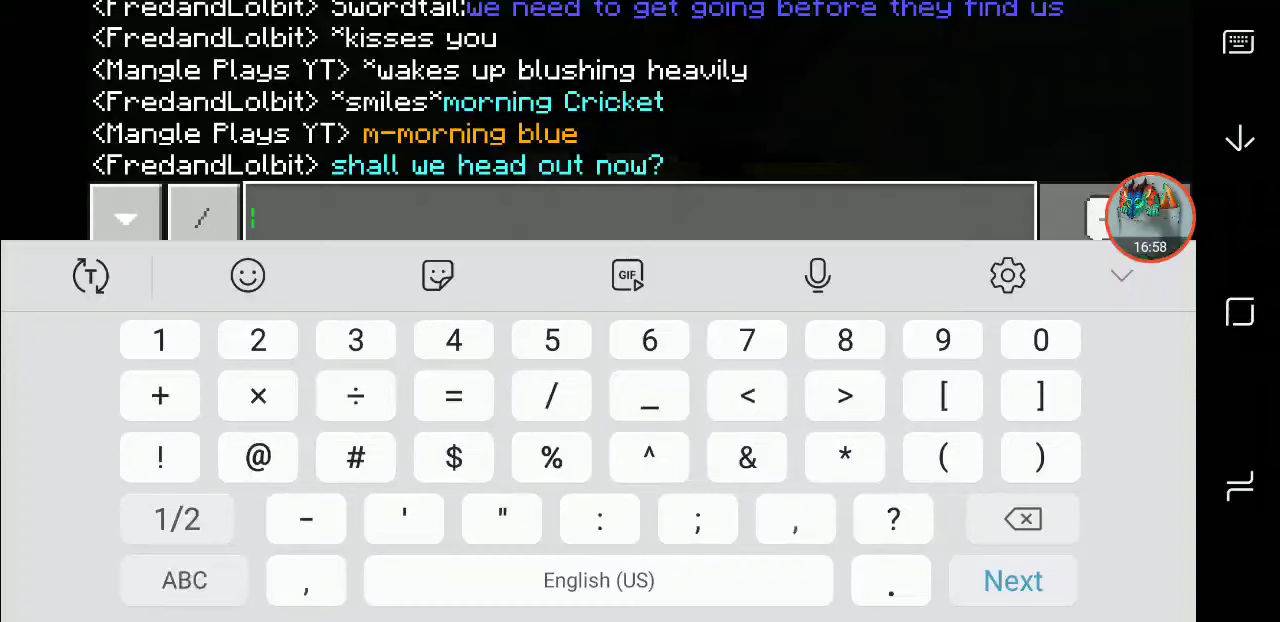 <FredandLolbit> Swordtail:we need to get going before they find us
<FredandLolbit> *kisses you
<Mangle Plays YT> *wakes up blushing heavily
<FredandLolbit> *smiles*morning Cricket
<Mangle Plays YT> m-morning blue
<FredandLolbit> shall we head out now?
/
16:58
T GIF
1 2 3 4 5 6 7 8 9 0
+ × ÷ = / _ < > [ ]
! @ # $ % ^ & * ( )
1/2 - ' " : ; , ?
ABC , English (US) . Next